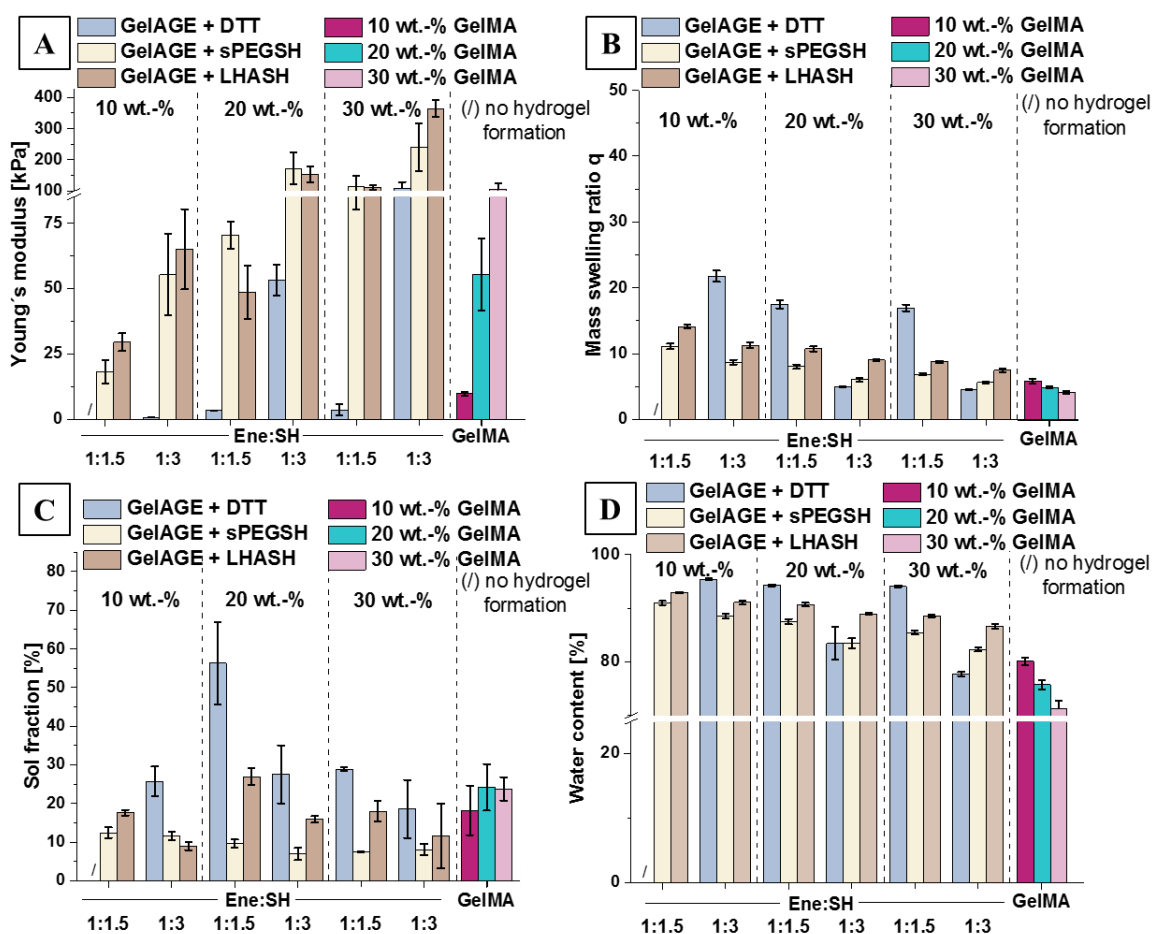 A
GelAGE + DTT
GelAGE + sPEGSH
GelAGE + LHASH
10 wt.-% GelMA
20 wt.-% GelMA
30 wt.-% GelMA
(/) no hydrogel
formation
10 wt.-%
20 wt.-%
30 wt.-%
Young´s modulus [kPa]
400
300
200
100
75
50
25
0
/
Ene:SH
GelMA
1:1.5
1:3
1:1.5
1:3
1:1.5
1:3
B
GelAGE + DTT
GelAGE + sPEGSH
GelAGE + LHASH
10 wt.-% GelMA
20 wt.-% GelMA
30 wt.-% GelMA
(/) no hydrogel
formation
10 wt.-%
20 wt.-%
30 wt.-%
Mass swelling ratio q
50
40
30
20
10
0
/
Ene:SH
GelMA
1:1.5
1:3
1:1.5
1:3
1:1.5
1:3
C
GelAGE + DTT
GelAGE + sPEGSH
GelAGE + LHASH
10 wt.-% GelMA
20 wt.-% GelMA
30 wt.-% GelMA
(/) no hydrogel
formation
10 wt.-%
20 wt.-%
30 wt.-%
Sol fraction [%]
80
70
60
50
40
30
20
10
0
/
Ene:SH
GelMA
1:1.5
1:3
1:1.5
1:3
1:1.5
1:3
D
GelAGE + DTT
GelAGE + sPEGSH
GelAGE + LHASH
10 wt.-% GelMA
20 wt.-% GelMA
30 wt.-% GelMA
(/) no hydrogel
formation
10 wt.-%
20 wt.-%
30 wt.-%
Water content [%]
100
80
20
0
/
Ene:SH
GelMA
1:1.5
1:3
1:1.5
1:3
1:1.5
1:3